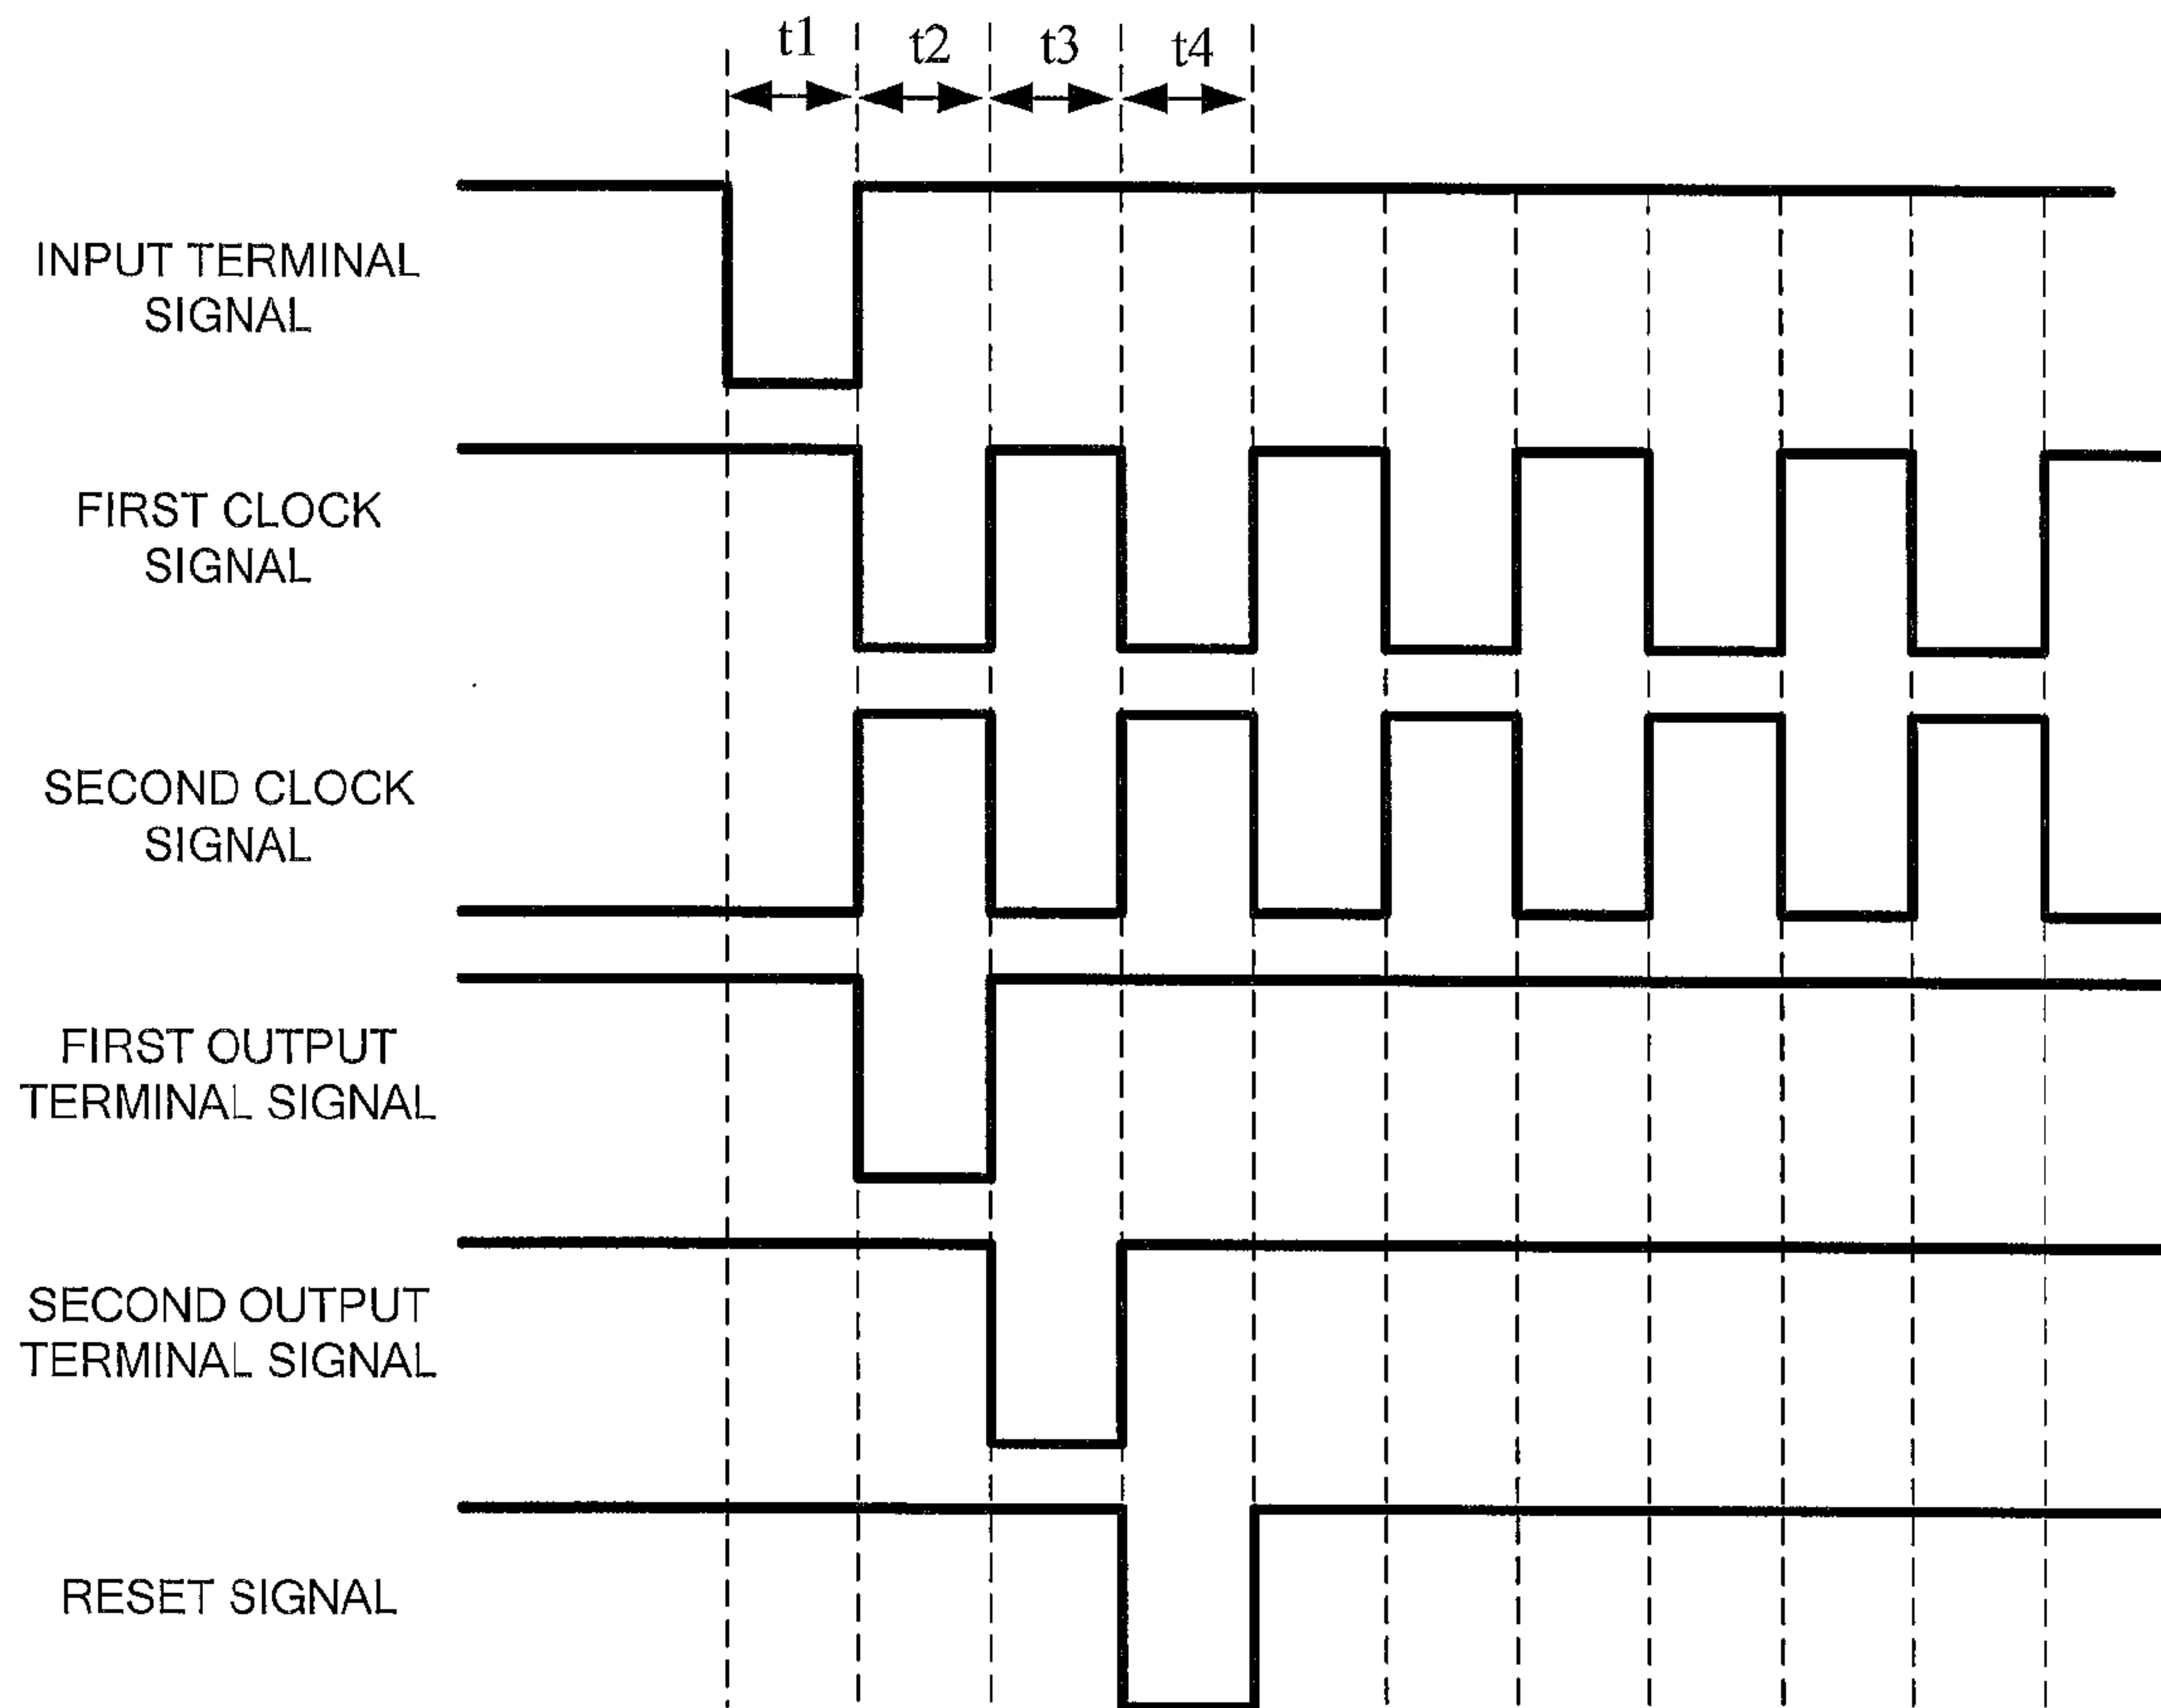 t1 t2 t3 t4
INPUT TERMINAL
SIGNAL
FIRST CLOCK
SIGNAL
SECOND CLOCK
SIGNAL
FIRST OUTPUT
TERMINAL SIGNAL
SECOND OUTPUT
TERMINAL SIGNAL
RESET SIGNAL